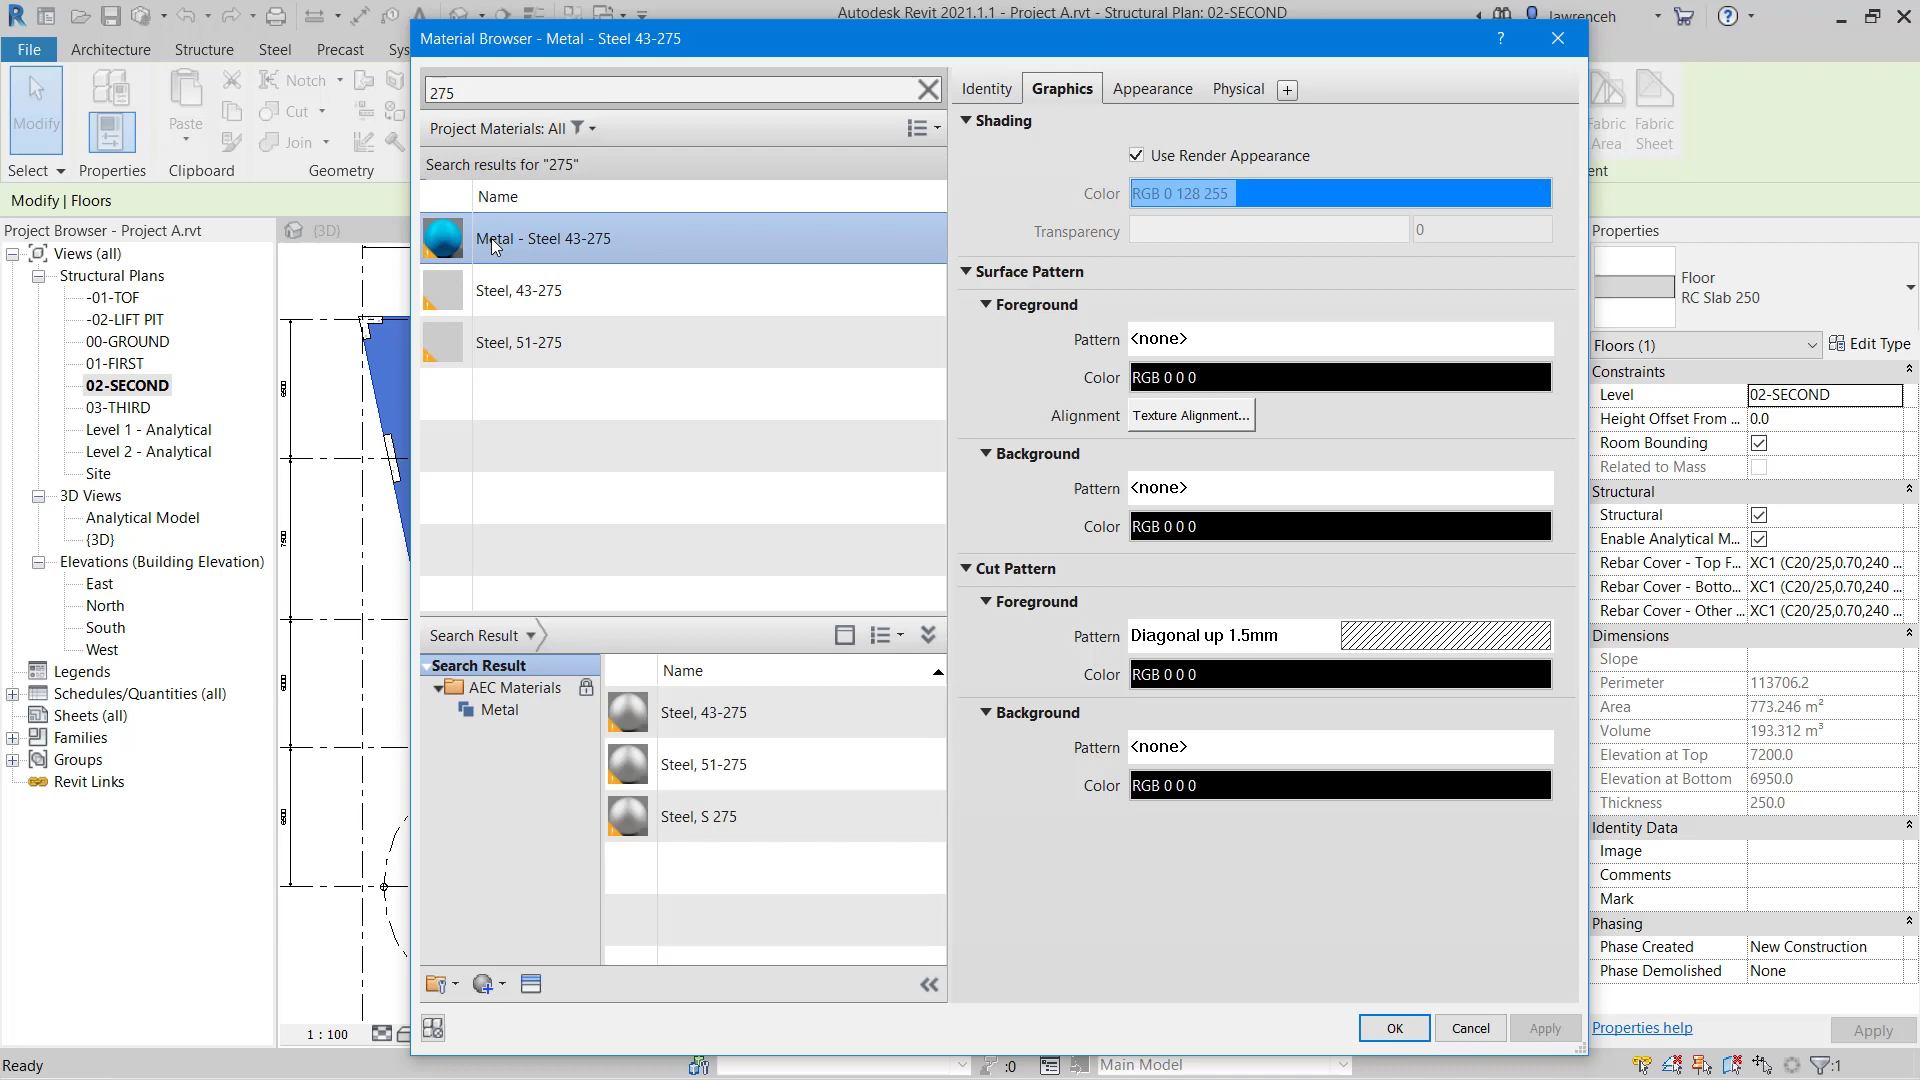 Autodesk Revit 2021.1.1 - Project A.rvt - Structural Plan: 02-SECOND
lawrenceh
File
Architecture
Structure
Steel
Precast
Sys
Modify
Paste
Notch
Cut
Join
Fabric
Area
Fabric
Sheet
Select
Properties
Clipboard
Geometry
Modify | Floors
Project Browser - Project A.rvt
Views (all)
Structural Plans
-01-TOF
-02-LIFT PIT
00-GROUND
01-FIRST
02-SECOND
03-THIRD
Level 1 - Analytical
Level 2 - Analytical
Site
3D Views
Analytical Model
{3D}
Elevations (Building Elevation)
East
North
South
West
Legends
Schedules/Quantities (all)
Sheets (all)
Families
Groups
Revit Links
{3D}
1 : 100
Ready
:0
Main Model
:1
Material Browser - Metal - Steel 43-275
?
275
Project Materials: All
Search results for "275"
Name
Metal - Steel 43-275
Steel, 43-275
Steel, 51-275
Search Result
Search Result
AEC Materials
Metal
Name
Steel, 43-275
Steel, 51-275
Steel, S 275
Identity
Graphics
Appearance
Physical
Shading
Use Render Appearance
Color RGB 0 128 255
Transparency 0
Surface Pattern
Foreground
Pattern <none>
Color RGB 0 0 0
Alignment Texture Alignment...
Background
Pattern <none>
Color RGB 0 0 0
Cut Pattern
Foreground
Pattern Diagonal up 1.5mm
Color RGB 0 0 0
Background
Pattern <none>
Color RGB 0 0 0
OK
Cancel
Apply
Properties
Floor
RC Slab 250
Floors (1)
Edit Type
Constraints
Level 02-SECOND
Height Offset From ... 0.0
Room Bounding
Related to Mass
Structural
Structural
Enable Analytical M...
Rebar Cover - Top F... XC1 (C20/25,0.70,240 ...
Rebar Cover - Botto... XC1 (C20/25,0.70,240 ...
Rebar Cover - Other ... XC1 (C20/25,0.70,240 ...
Dimensions
Slope
Perimeter 113706.2
Area 773.246 m²
Volume 193.312 m³
Elevation at Top 7200.0
Elevation at Bottom 6950.0
Thickness 250.0
Identity Data
Image
Comments
Mark
Phasing
Phase Created New Construction
Phase Demolished None
Properties help
Apply